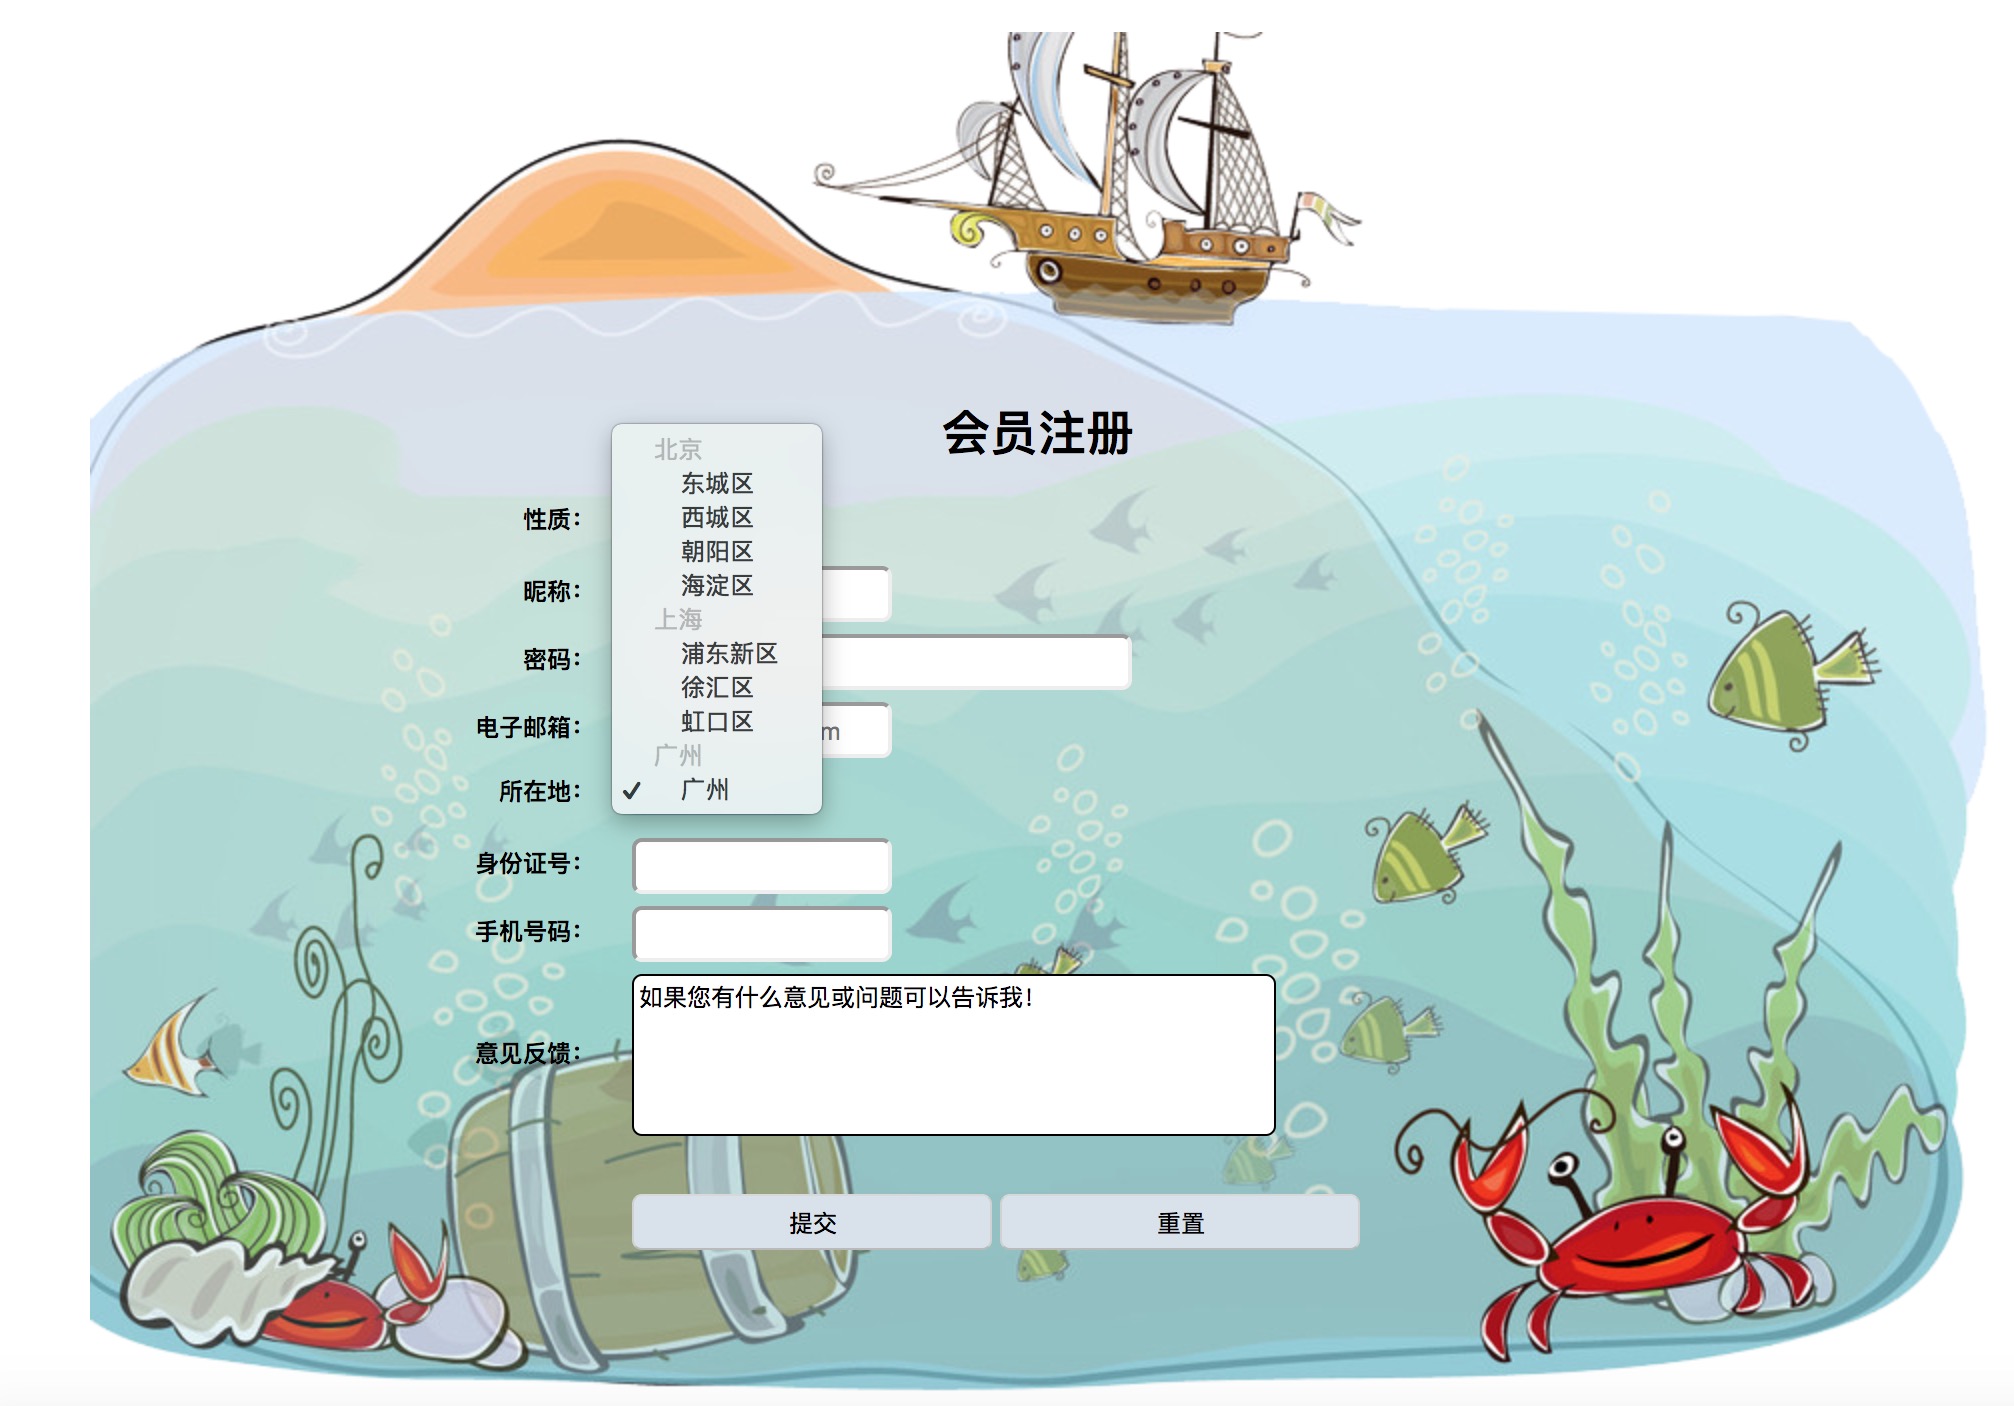 会员注册
性质：
昵称：
密码：
电子邮箱：
m
所在地：
北京
东城区
西城区
朝阳区
海淀区
上海
浦东新区
徐汇区
虹口区
广州
✓ 广州
身份证号：
手机号码：
意见反馈：
如果您有什么意见或问题可以告诉我！
提交
重置